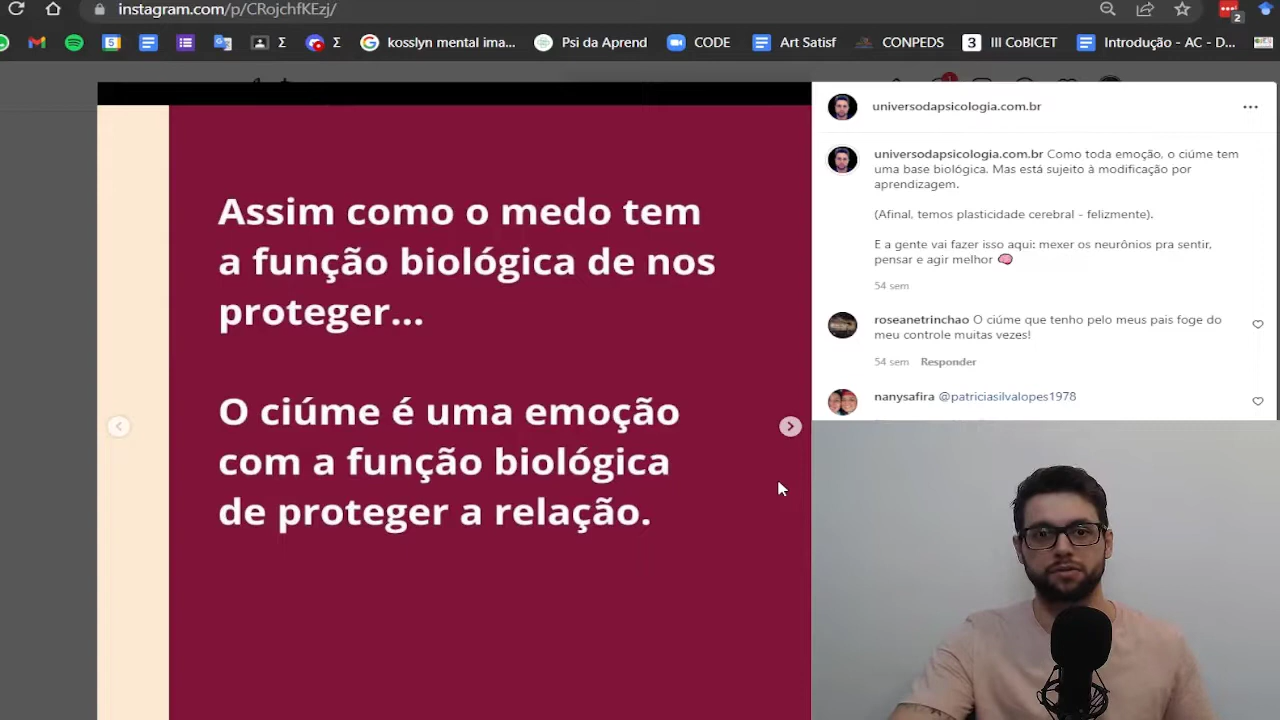 instagram.com/p/CRojchfKEzj/
2
5
Σ
Σ
kosslyn mental ima...
Psi da Aprend
CODE
Art Satisf
CONPEDS
3 III CoBICET
Introdução - AC - D...
1
Assim como o medo tem
a função biológica de nos
proteger...
O ciúme é uma emoção
com a função biológica
de proteger a relação.
universodapsicologia.com.br
universodapsicologia.com.br Como toda emoção, o ciúme tem
uma base biológica. Mas está sujeito à modificação por
aprendizagem.
(Afinal, temos plasticidade cerebral - felizmente).
E a gente vai fazer isso aqui: mexer os neurônios pra sentir,
pensar e agir melhor
54 sem
roseanetrinchao O ciúme que tenho pelo meus pais foge do
meu controle muitas vezes!
54 sem Responder
nanysafira @patriciasilvalopes1978